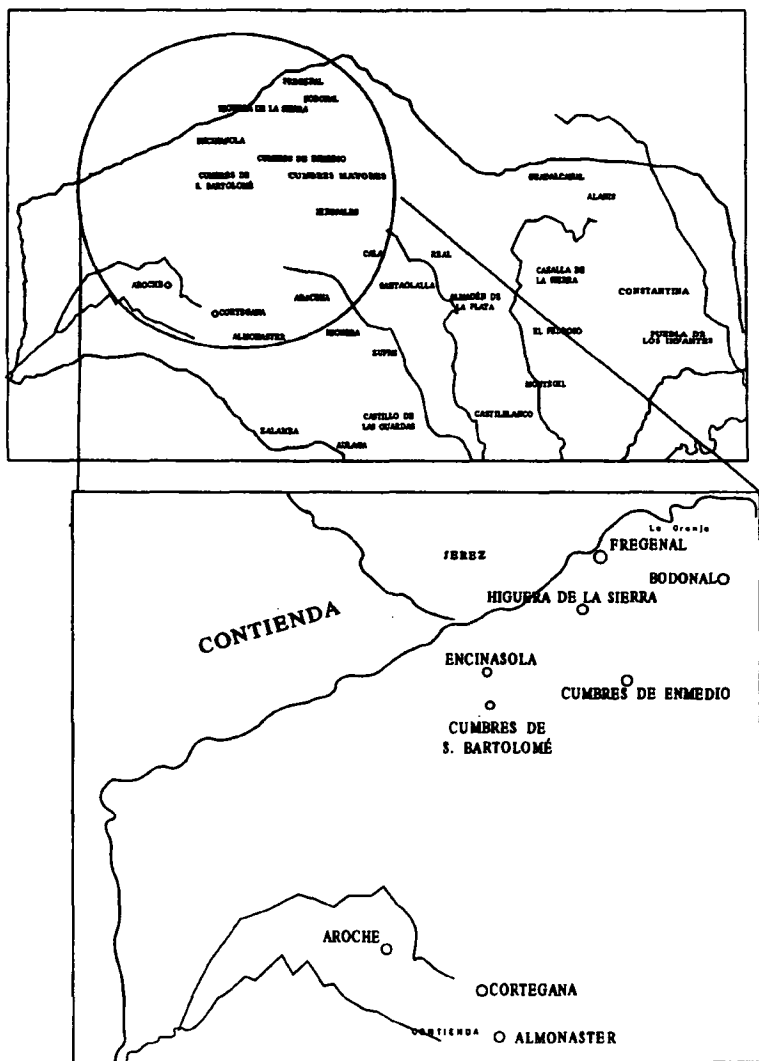 FREGENAL
BODONAL
HIGUERA DE LA SIERRA
ENCINASOLA
CUMBRES DE ENMEDIO
CUMBRES DE
S. BARTOLOMÉ
CUMBRES MAYORES
GUADALCANAL
ALANIS
CALA
REAL
AROCHE
SANTAOLALLA
CAZALLA DE
LA SIERRA
CONSTANTINA
ARACENA
ALMADÉN DE
LA PLATA
CORTEGANA
ALMONASTER
HIGUERA
EL PEDROSO
PUEBLA DE
LOS INFANTES
ZUFRE
CASTILLO DE
LAS GUARDAS
CASTILBLANCO
ZALAMEA
La Granja
JEREZ
FREGENAL
BODONAL
HIGUERA DE LA SIERRA
CONTIENDA
ENCINASOLA
CUMBRES DE ENMEDIO
CUMBRES DE
S. BARTOLOMÉ
AROCHE
CORTEGANA
CONTIENDA
ALMONASTER